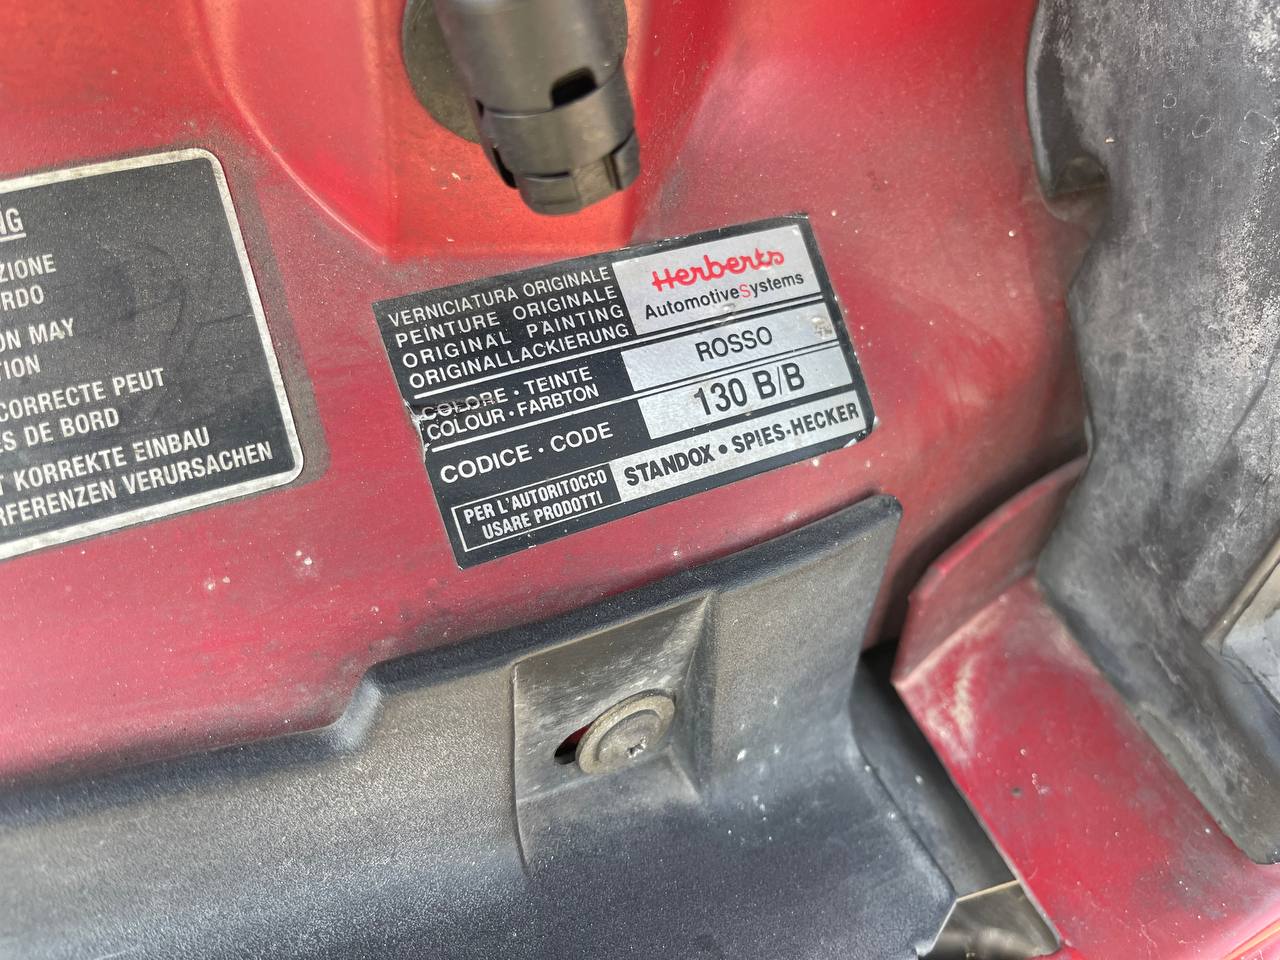 NG
ZIONE
RDO
ON MAY
TION
CORRECTE PEUT
ES DE BORD
T KORREKTE EINBAU
RFERENZEN VERURSACHEN
VERNICIATURA ORIGINALE
PEINTURE ORIGINALE
ORIGINAL PAINTING
ORIGINALLACKIERUNG
Herberts
AutomotiveSystems
COLORE · TEINTE
COLOUR · FARBTON
ROSSO
CODICE · CODE
130 B/B
PER L'AUTORITOCCO
USARE PRODOTTI
STANDOX • SPIES-HECKER